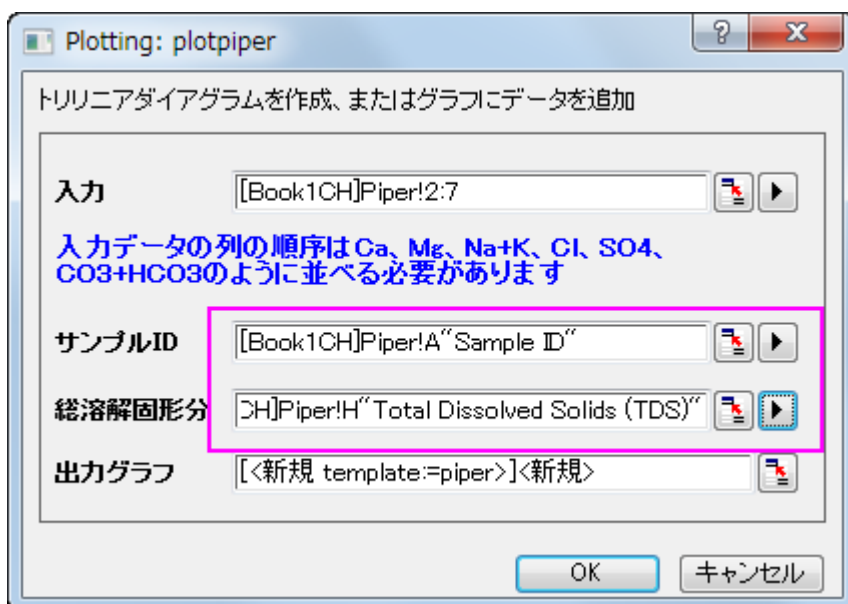 Plotting: plotpiper
トリリニアダイアグラムを作成、またはグラフにデータを追加
入力 [Book1CH]Piper!2:7
入力データの列の順序はCa、Mg、Na+K、Cl、SO4、
CO3+HCO3のように並べる必要があります
サンプルID [Book1CH]Piper!A"Sample ID"
総溶解固形分 CH]Piper!H"Total Dissolved Solids (TDS)"
出力グラフ [<新規 template:=piper>]<新規>
OK キャンセル